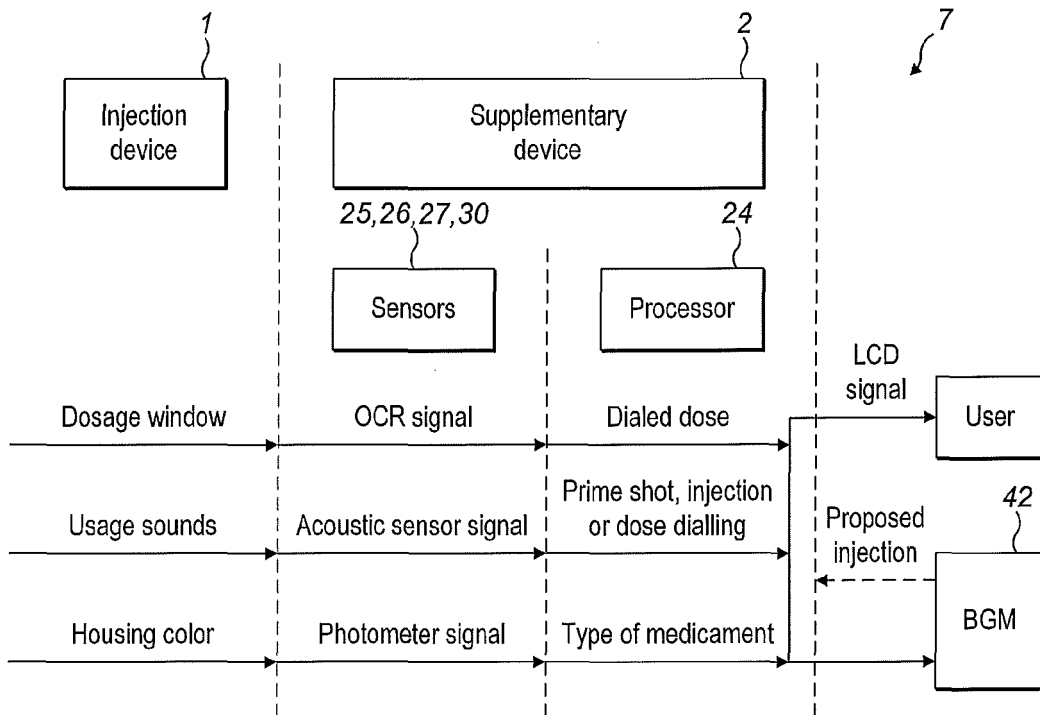 1
2
7
Injection
device
Supplementary
device
25,26,27,30
24
Sensors
Processor
LCD
signal
User
Dosage window
OCR signal
Dialed dose
Usage sounds
Acoustic sensor signal
Prime shot, injection
or dose dialling
Proposed
injection
42
BGM
Housing color
Photometer signal
Type of medicament